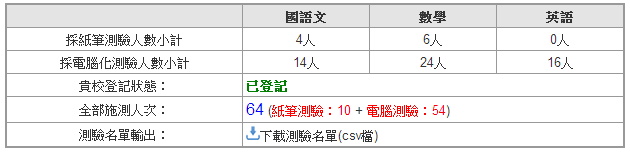 國語文 數學 英語
採紙筆測驗人數小計 4人 6人 0人
採電腦化測驗人數小計 14人 24人 16人
貴校登記狀態： 已登記
全部施測人次： 64 (紙筆測驗：10 + 電腦測驗：54)
測驗名單輸出： 下載測驗名單(csv檔)